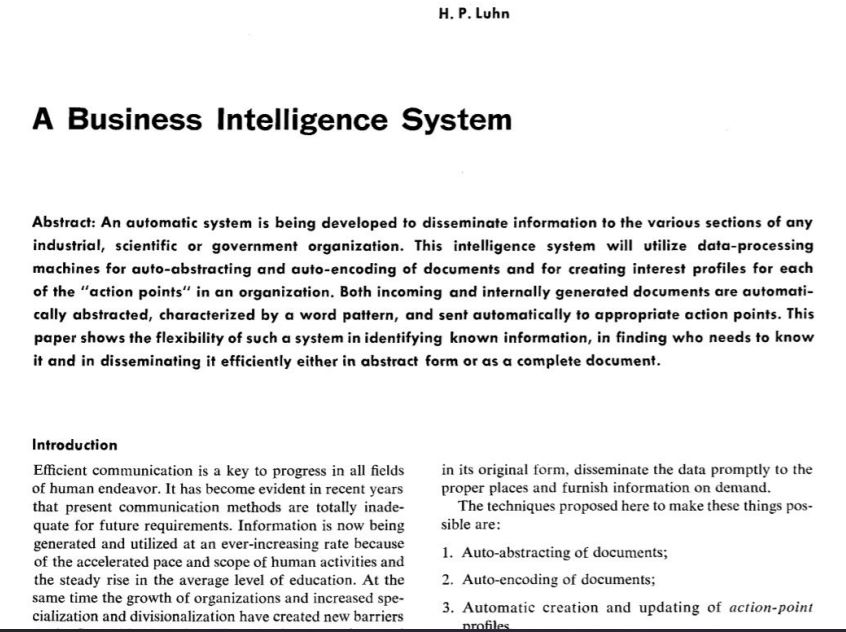 H. P. Luhn
A Business Intelligence System
Abstract: An automatic system is being developed to disseminate information to the various sections of any
industrial, scientific or government organization. This intelligence system will utilize data-processing
machines for auto-abstracting and auto-encoding of documents and for creating interest profiles for each
of the "action points" in an organization. Both incoming and internally generated documents are automati-
cally abstracted, characterized by a word pattern, and sent automatically to appropriate action points. This
paper shows the flexibility of such a system in identifying known information, in finding who needs to know
it and in disseminating it efficiently either in abstract form or as a complete document.
Introduction
Efficient communication is a key to progress in all fields
of human endeavor. It has become evident in recent years
that present communication methods are totally inade-
quate for future requirements. Information is now being
generated and utilized at an ever-increasing rate because
of the accelerated pace and scope of human activities and
the steady rise in the average level of education. At the
same time the growth of organizations and increased spe-
cialization and divisionalization have created new barriers
in its original form, disseminate the data promptly to the
proper places and furnish information on demand.
The techniques proposed here to make these things pos-
sible are:
1. Auto-abstracting of documents;
2. Auto-encoding of documents;
3. Automatic creation and updating of action-point
profiles